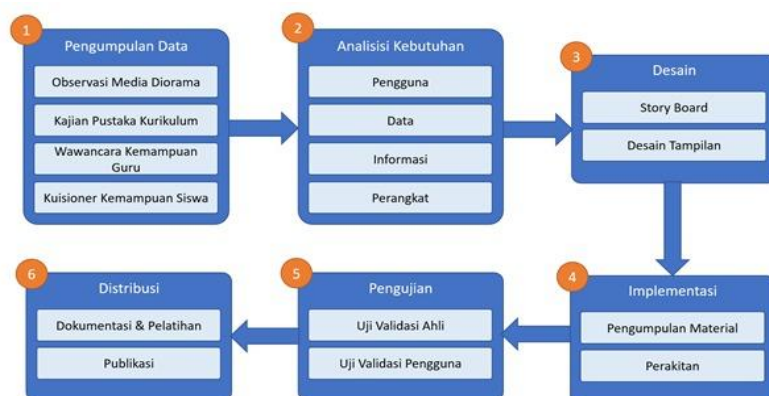 1
Pengumpulan Data
Observasi Media Diorama
Kajian Pustaka Kurikulum
Wawancara Kemampuan
Guru
Kuisioner Kemampuan Siswa
2
Analisisi Kebutuhan
Pengguna
Data
Informasi
Perangkat
3
Desain
Story Board
Desain Tampilan
4
Implementasi
Pengumpulan Material
Perakitan
5
Pengujian
Uji Validasi Ahli
Uji Validasi Pengguna
6
Distribusi
Dokumentasi & Pelatihan
Publikasi